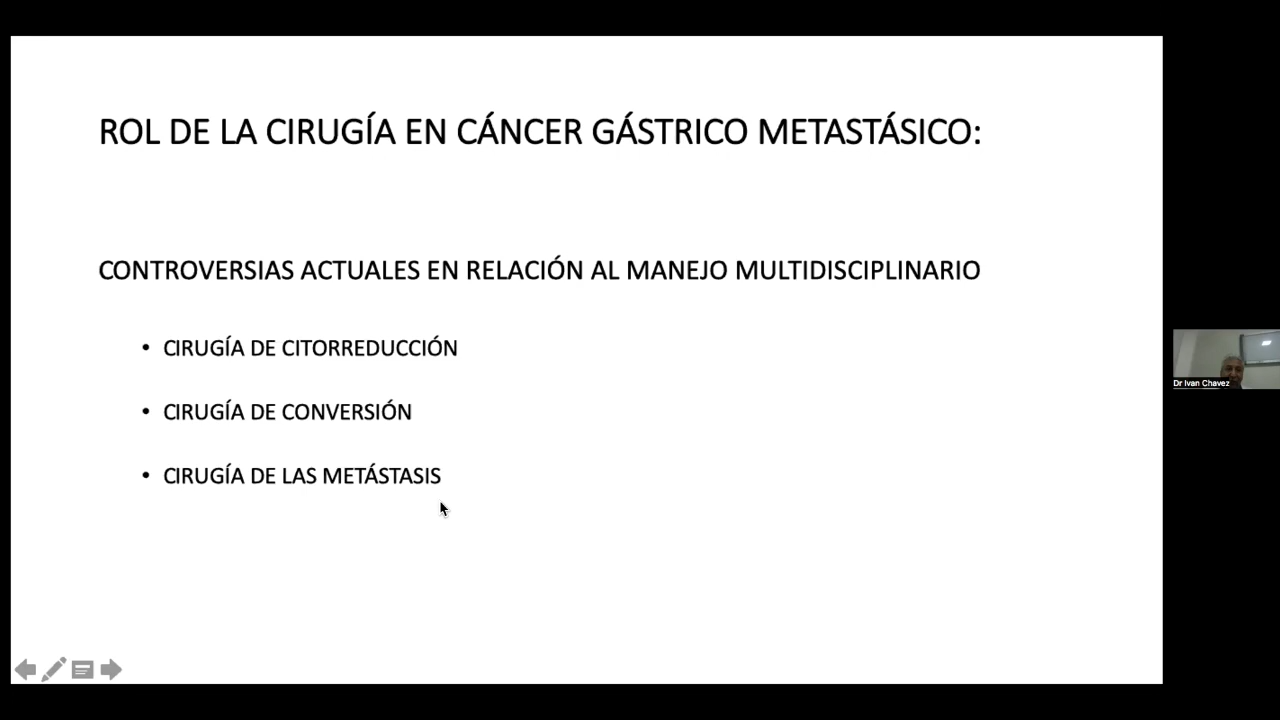 ROL DE LA CIRUGÍA EN CÁNCER GÁSTRICO METASTÁSICO:
CONTROVERSIAS ACTUALES EN RELACIÓN AL MANEJO MULTIDISCIPLINARIO
• CIRUGÍA DE CITORREDUCCIÓN
• CIRUGÍA DE CONVERSIÓN
• CIRUGÍA DE LAS METÁSTASIS
Dr Ivan Chavez